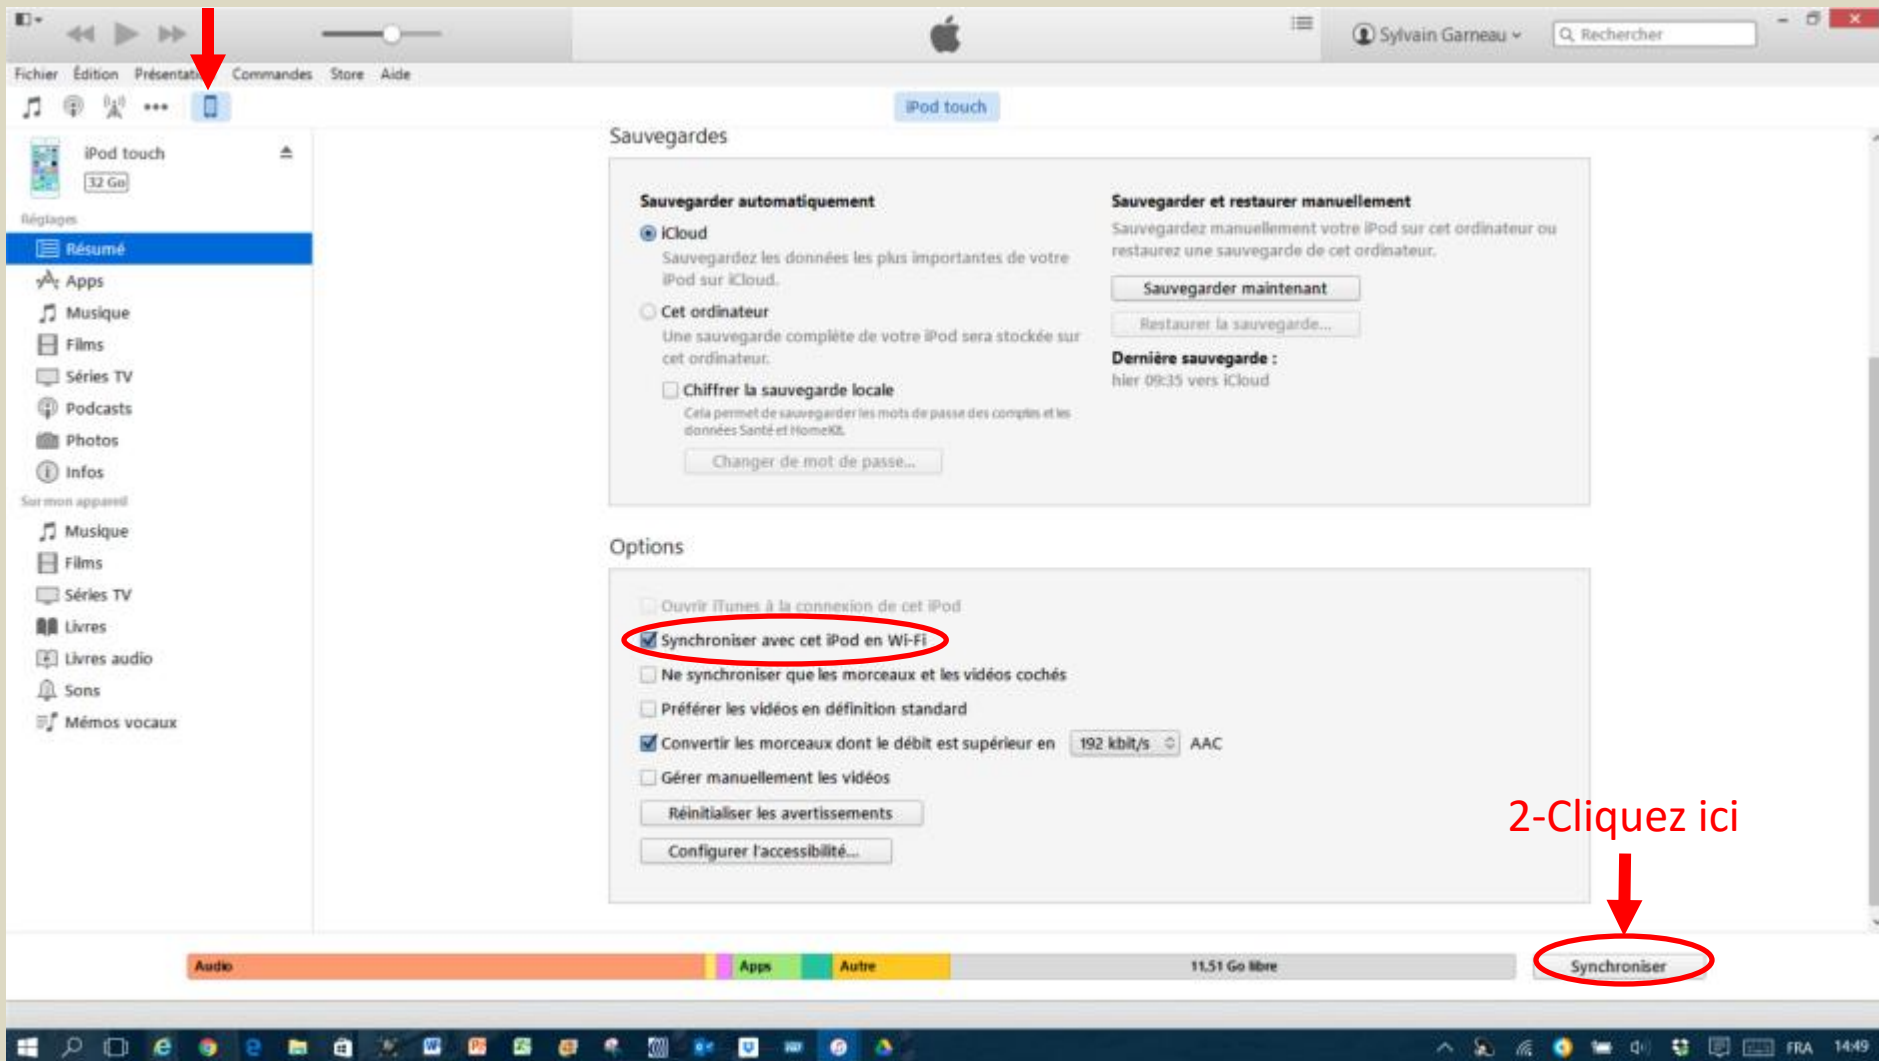 Sylvain Garneau
Rechercher
Fichier Édition Présentati Commandes Store Aide
iPod touch
iPod touch
32 Go
Réglages
Résumé
Apps
Musique
Films
Séries TV
Podcasts
Photos
Infos
Sur mon appareil
Musique
Films
Séries TV
Livres
Livres audio
Sons
Mémos vocaux
Sauvegardes
Sauvegarder automatiquement
iCloud
Sauvegardez les données les plus importantes de votre
iPod sur iCloud.
Cet ordinateur
Une sauvegarde complète de votre iPod sera stockée sur
cet ordinateur.
Chiffrer la sauvegarde locale
Cela permet de sauvegarder les mots de passe des comptes et les
données Santé et HomeKit.
Changer de mot de passe...
Sauvegarder et restaurer manuellement
Sauvegardez manuellement votre iPod sur cet ordinateur ou
restaurez une sauvegarde de cet ordinateur.
Sauvegarder maintenant
Restaurer la sauvegarde...
Dernière sauvegarde :
hier 09:35 vers iCloud
Options
Ouvrir iTunes à la connexion de cet iPod
Synchroniser avec cet iPod en Wi-Fi
Ne synchroniser que les morceaux et les vidéos cochés
Préférer les vidéos en définition standard
Convertir les morceaux dont le débit est supérieur en 192 kbit/s AAC
Gérer manuellement les vidéos
Réinitialiser les avertissements
Configurer l'accessibilité...
2-Cliquez ici
Audio Apps Autre 11,51 Go libre
Synchroniser
FRA 14:49